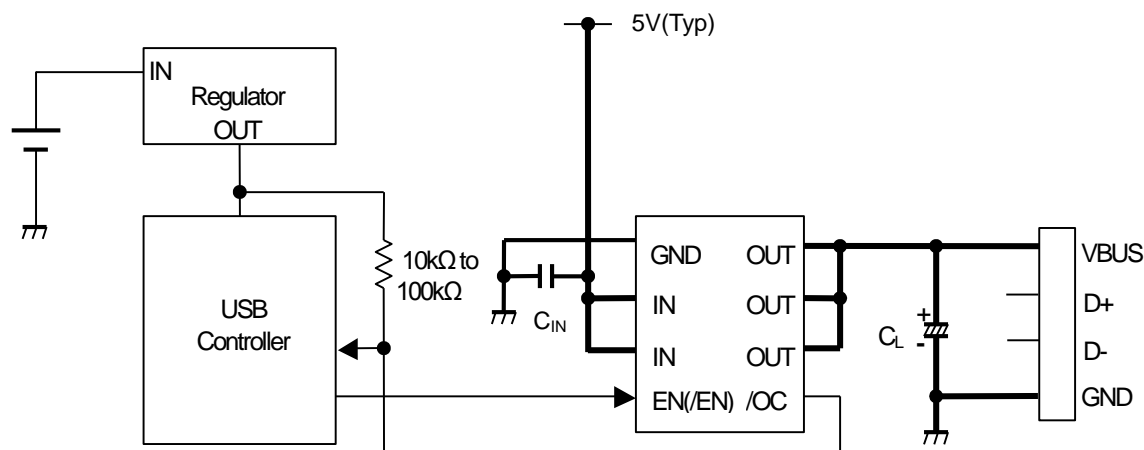 5V(Typ)
IN
Regulator
OUT
10kΩ to
100kΩ
USB
Controller
CIN
GND
IN
IN
EN(/EN)
OUT
OUT
OUT
/OC
+
-
CL
VBUS
D+
D-
GND